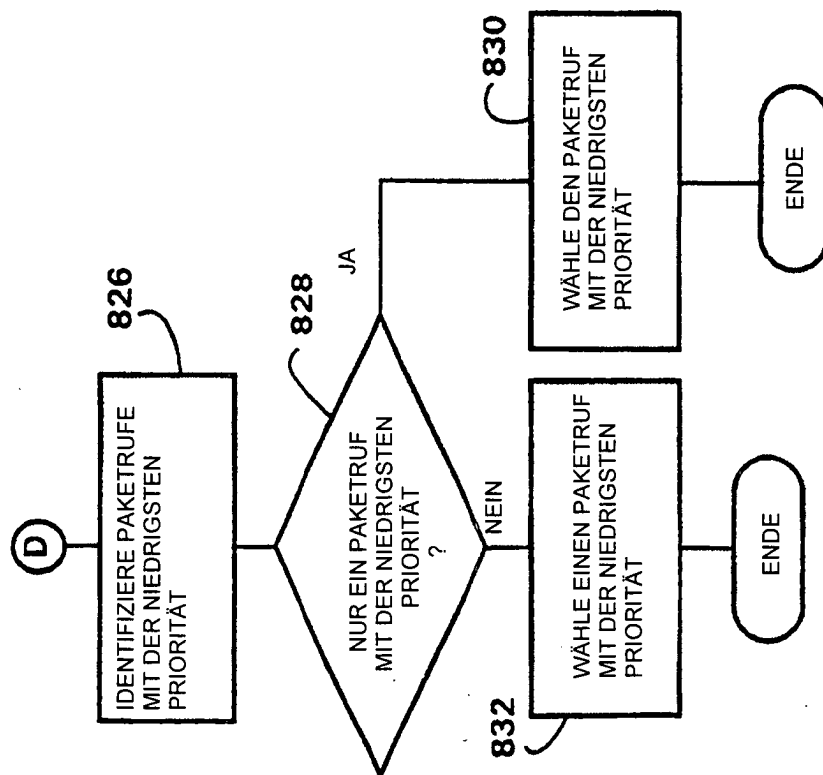 D
826
IDENTIFIZIERE PAKETRUFE
MIT DER NIEDRIGSTEN
PRIORITÄT
828
NUR EIN PAKETRUF
MIT DER NIEDRIGSTEN
PRIORITÄT
?
JA
NEIN
830
WÄHLE DEN PAKETRUF
MIT DER NIEDRIGSTEN
PRIORITÄT
ENDE
832
WÄHLE EINEN PAKETRUF
MIT DER NIEDRIGSTEN
PRIORITÄT
ENDE